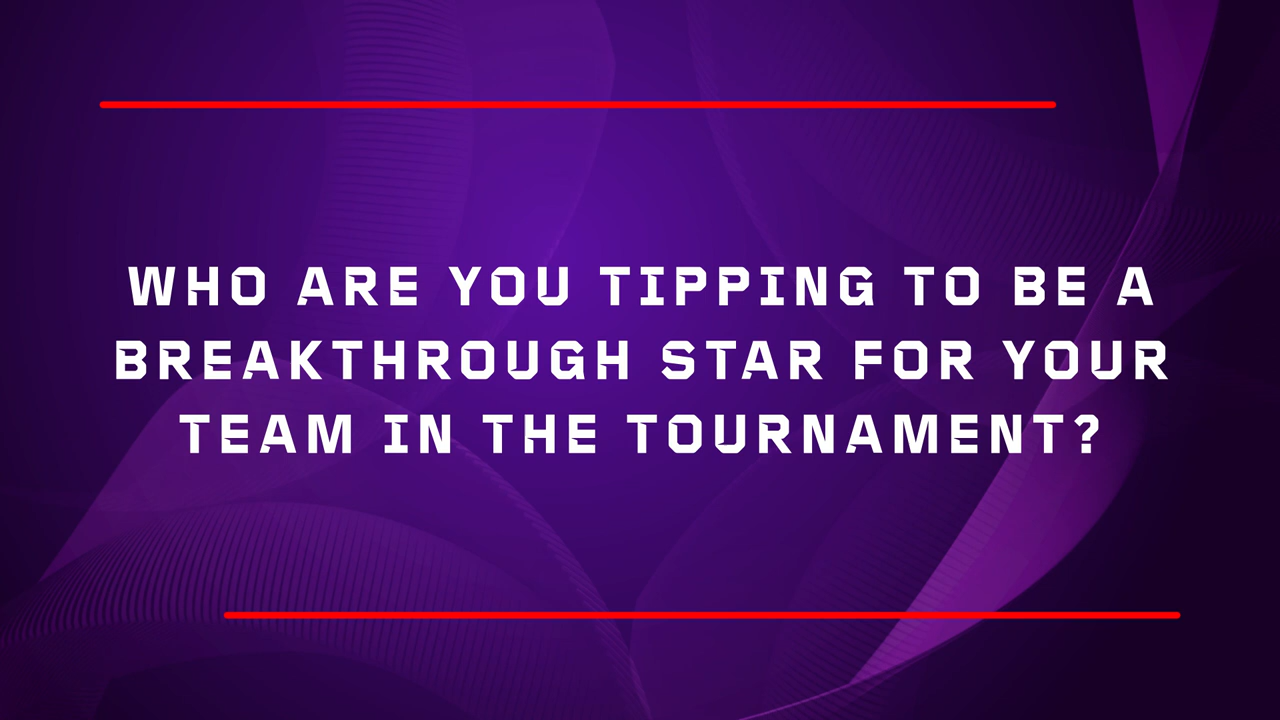 WHO ARE YOU TIPPING TO BE A
BREAKTHROUGH STAR FOR YOUR
TEAM IN THE TOURNAMENT?